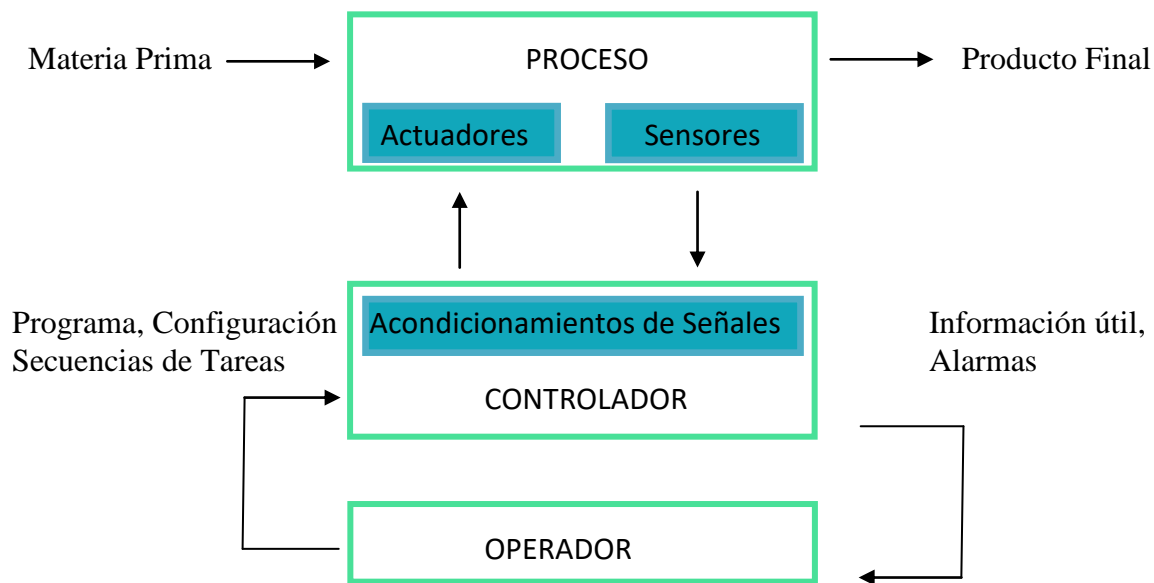 Materia Prima
PROCESO
Producto Final
Actuadores
Sensores
Programa, Configuración
Secuencias de Tareas
Acondicionamientos de Señales
CONTROLADOR
Información útil,
Alarmas
OPERADOR